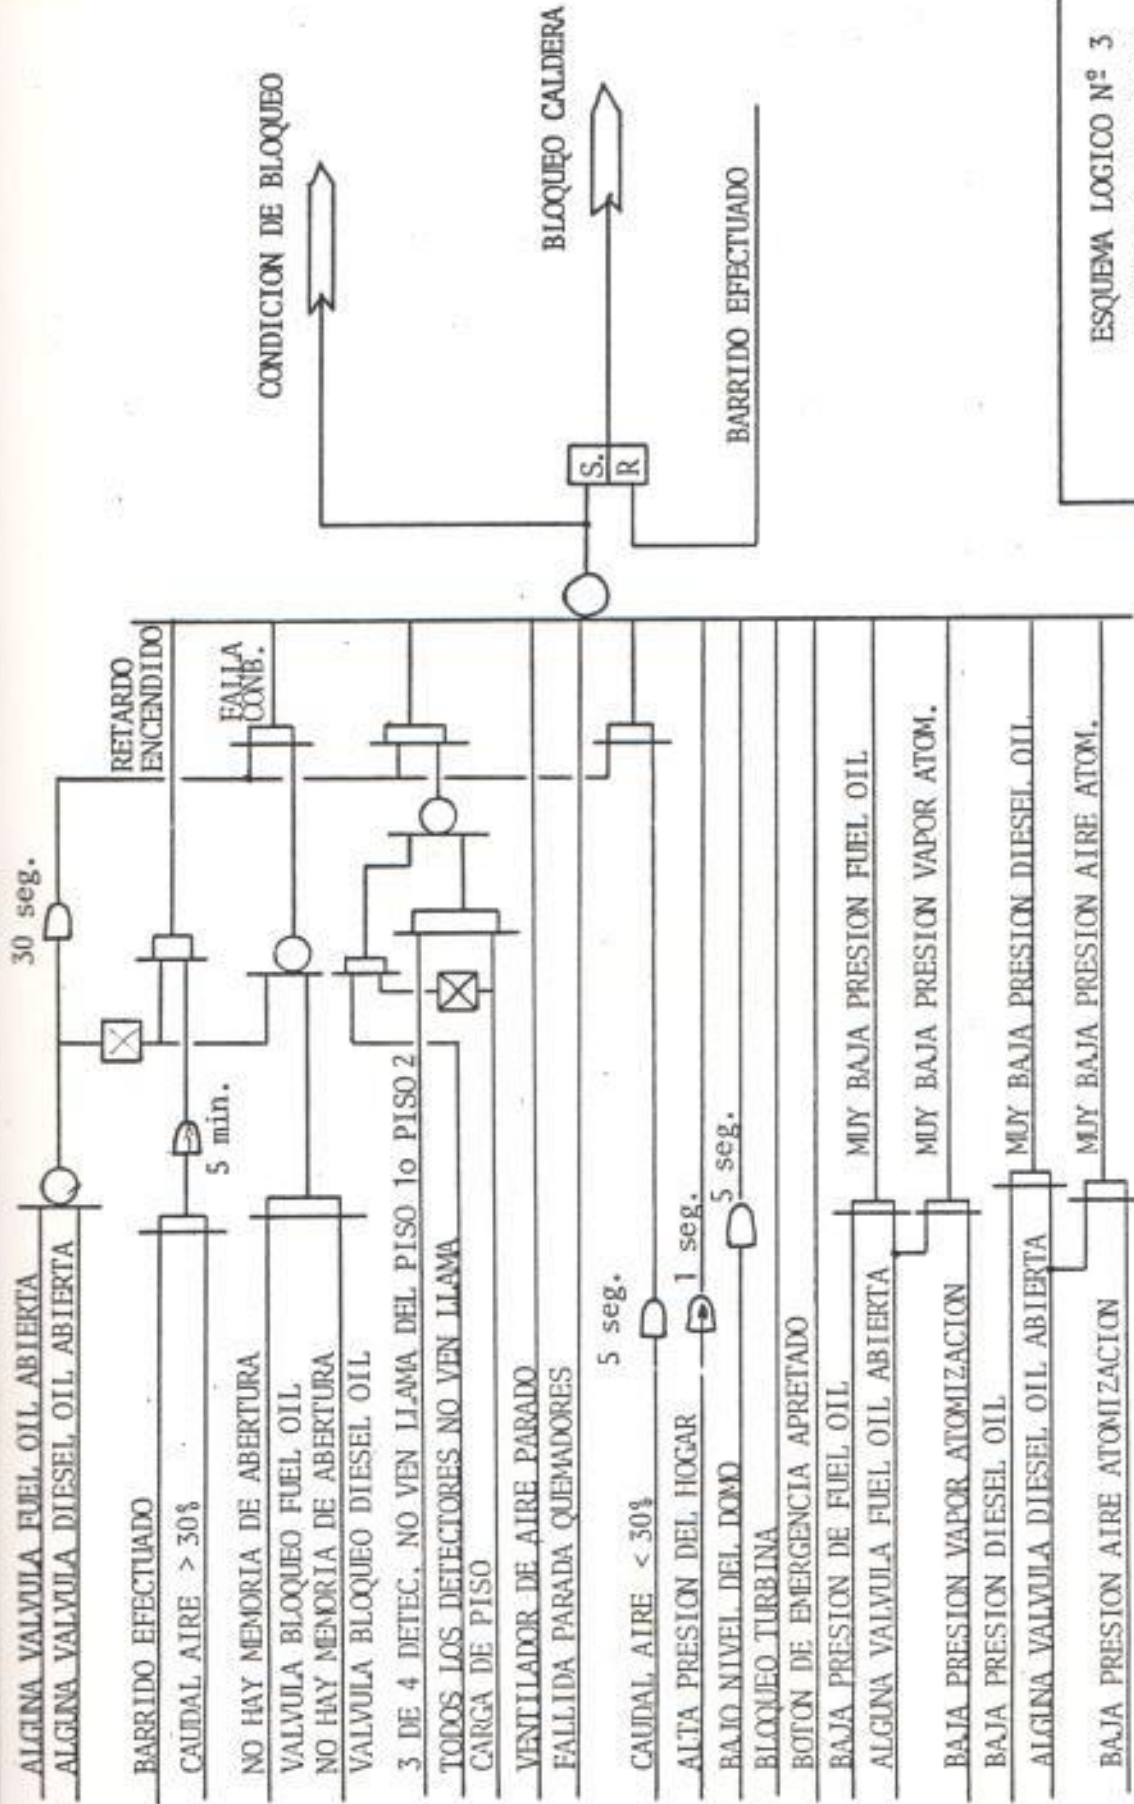 ALGUNA VALVULA FUEL OIL ABIERTA
ALGUNA VALVULA DIESEL OIL ABIERTA
30 seg.
BARRIDO EFECTUADO
CAUDAL AIRE > 30%
5 min.
RETARDO
ENCENDIDO
NO HAY MEMORIA DE ABERTURA
VALVULA BLOQUEO FUEL OIL
NO HAY MEMORIA DE ABERTURA
VALVULA BLOQUEO DIESEL OIL
FALLA
CONB.
3 DE 4 DETEC. NO VEN LLAMA DEL PISO 1o PISO 2
TODOS LOS DETECTORES NO VEN LLAMA
CARGA DE PISO
VENTILADOR DE AIRE PARADO
FALLIDA PARADA QUEMADORES
CAUDAL AIRE < 30%
5 seg.
ALTA PRESION DEL HOGAR
1 seg.
BAJO NIVEL DEL DOMO
5 seg.
BLOQUEO TURBINA
BOTON DE EMERGENCIA APRETADO
BAJA PRESION DE FUEL OIL
MUY BAJA PRESION FUEL OIL
ALGUNA VALVULA FUEL OIL ABIERTA
MUY BAJA PRESION VAPOR ATOM.
BAJA PRESION VAPOR ATOMIZACION
BAJA PRESION DIESEL OIL
MUY BAJA PRESION DIESEL OIL
ALGUNA VALVULA DIESEL OIL ABIERTA
MUY BAJA PRESION AIRE ATOM.
BAJA PRESION AIRE ATOMIZACION
CONDICION DE BLOQUEO
BLOQUEO CALDERA
S.
R
BARRIDO EFECTUADO
ESQUEMA LOGICO Nº 3